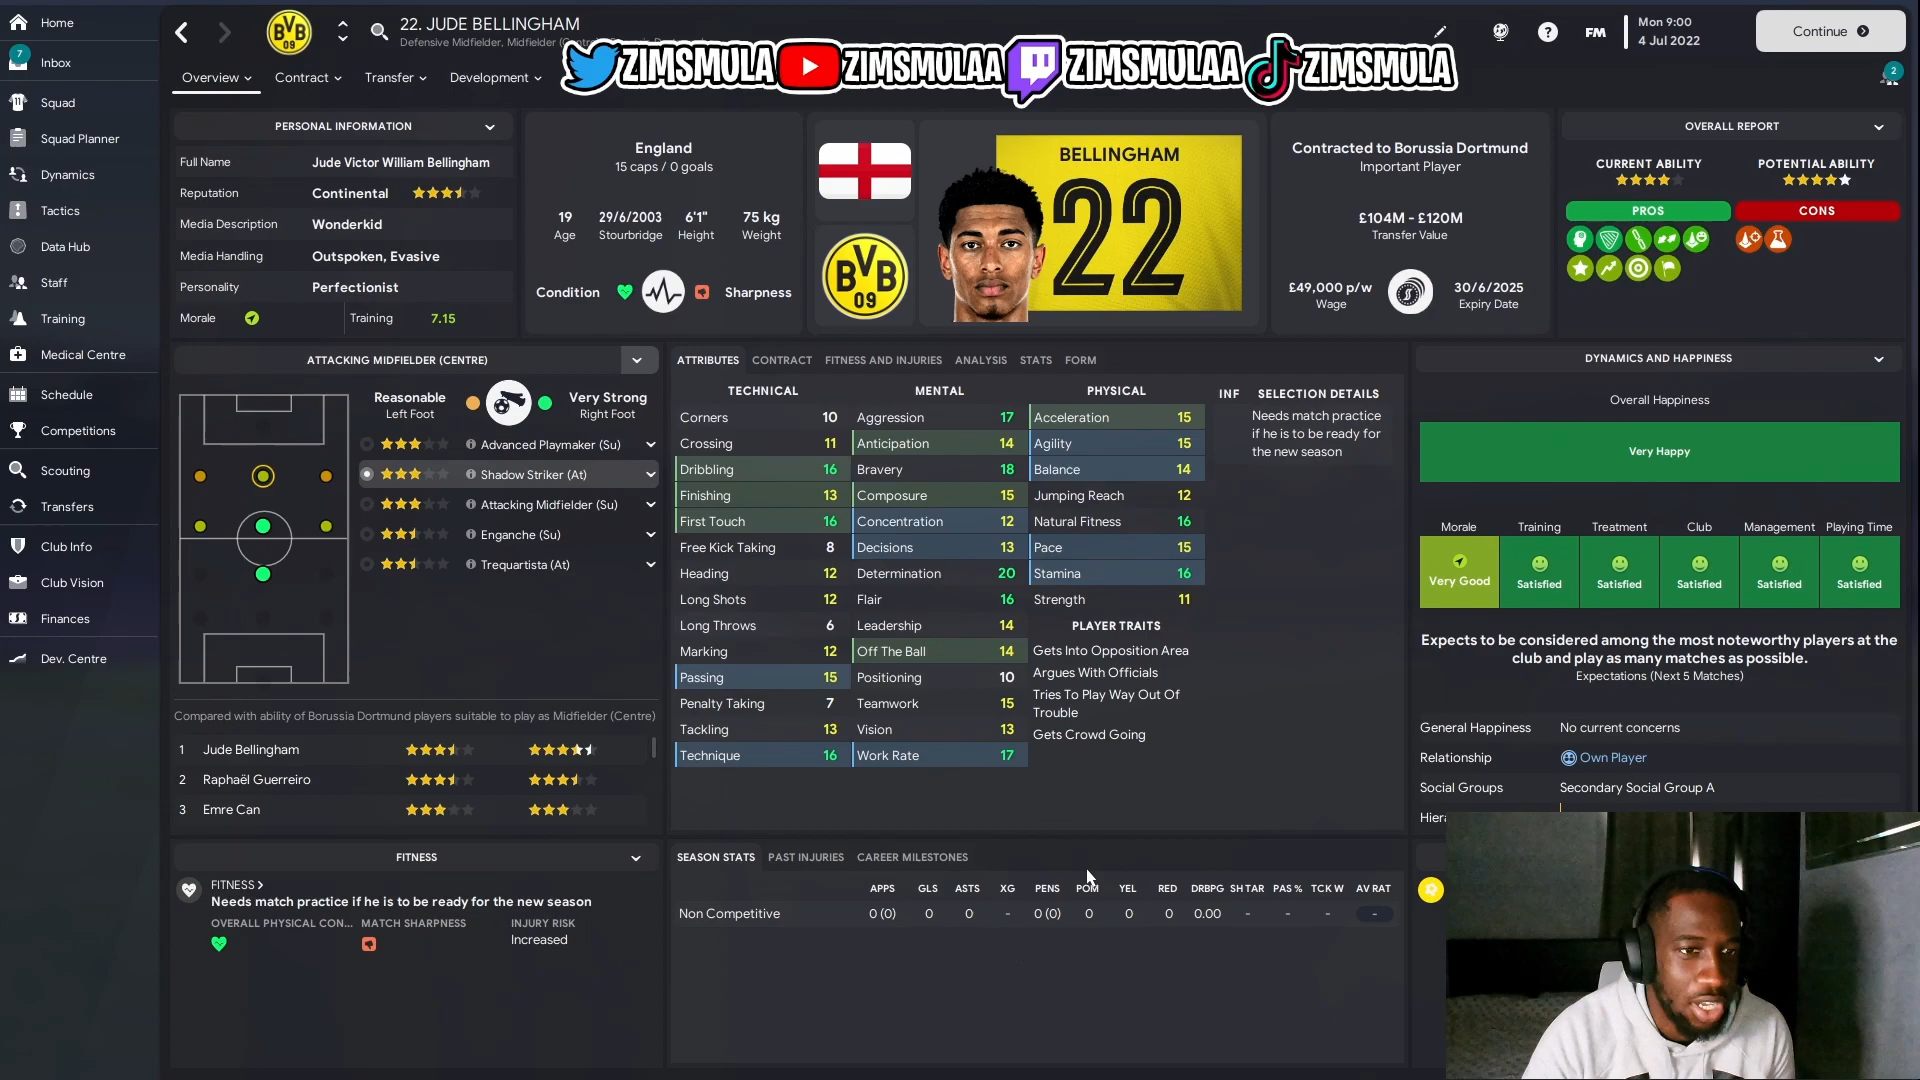 Home
7
Inbox
Squad
Squad Planner
Dynamics
Tactics
Data Hub
Staff
Training
Medical Centre
Schedule
Competitions
Scouting
Transfers
Club Info
Club Vision
Finances
Dev. Centre
BVB
09
22. JUDE BELLINGHAM
Defensive Midfielder, Midfielder
FM
Mon 9:00
4 Jul 2022
Continue
2
Overview
Contract
Transfer
Development
ZIMSMULA
ZIMSMULAA
ZIMSMULAA
ZIMSMULA
PERSONAL INFORMATION
Full Name Jude Victor William Bellingham
Reputation Continental
Media Description Wonderkid
Media Handling Outspoken, Evasive
Personality Perfectionist
Morale
Training 7.15
England
15 caps / 0 goals
19 29/6/2003 6'1" 75 kg
Age Stourbridge Height Weight
Condition Sharpness
BVB
09
BELLINGHAM
22
Contracted to Borussia Dortmund
Important Player
£104M - £120M
Transfer Value
£49,000 p/w 30/6/2025
Wage Expiry Date
OVERALL REPORT
CURRENT ABILITY POTENTIAL ABILITY
PROS CONS
ATTACKING MIDFIELDER (CENTRE)
Reasonable Very Strong
Left Foot Right Foot
Advanced Playmaker (Su)
Shadow Striker (At)
Attacking Midfielder (Su)
Enganche (Su)
Trequartista (At)
Compared with ability of Borussia Dortmund players suitable to play as Midfielder (Centre)
1 Jude Bellingham
2 Raphaël Guerreiro
3 Emre Can
ATTRIBUTES CONTRACT FITNESS AND INJURIES ANALYSIS STATS FORM
TECHNICAL MENTAL PHYSICAL INF SELECTION DETAILS
Corners 10 Aggression 17 Acceleration 15
Crossing 11 Anticipation 14 Agility 15
Dribbling 16 Bravery 18 Balance 14
Finishing 13 Composure 15 Jumping Reach 12
First Touch 16 Concentration 12 Natural Fitness 16
Free Kick Taking 8 Decisions 13 Pace 15
Heading 12 Determination 20 Stamina 16
Long Shots 12 Flair 16 Strength 11
Long Throws 6 Leadership 14 PLAYER TRAITS
Marking 12 Off The Ball 14 Gets Into Opposition Area
Passing 15 Positioning 10 Argues With Officials
Penalty Taking 7 Teamwork 15 Tries To Play Way Out Of
Trouble
Tackling 13 Vision 13 Gets Crowd Going
Technique 16 Work Rate 17
Needs match practice
if he is to be ready for
the new season
DYNAMICS AND HAPPINESS
Overall Happiness
Very Happy
Morale Training Treatment Club Management Playing Time
Very Good Satisfied Satisfied Satisfied Satisfied Satisfied
Expects to be considered among the most noteworthy players at the
club and play as many matches as possible.
Expectations (Next 5 Matches)
General Happiness No current concerns
Relationship Own Player
Social Groups Secondary Social Group A
Hiera
FITNESS
FITNESS
Needs match practice if he is to be ready for the new season
OVERALL PHYSICAL CON... MATCH SHARPNESS INJURY RISK
Increased
SEASON STATS PAST INJURIES CAREER MILESTONES
APPS GLS ASTS XG PENS POM YEL RED DRBPG SH TAR PAS % TCK W AV RAT
Non Competitive 0 (0) 0 0 - 0 (0) 0 0 0 0.00 - - - -